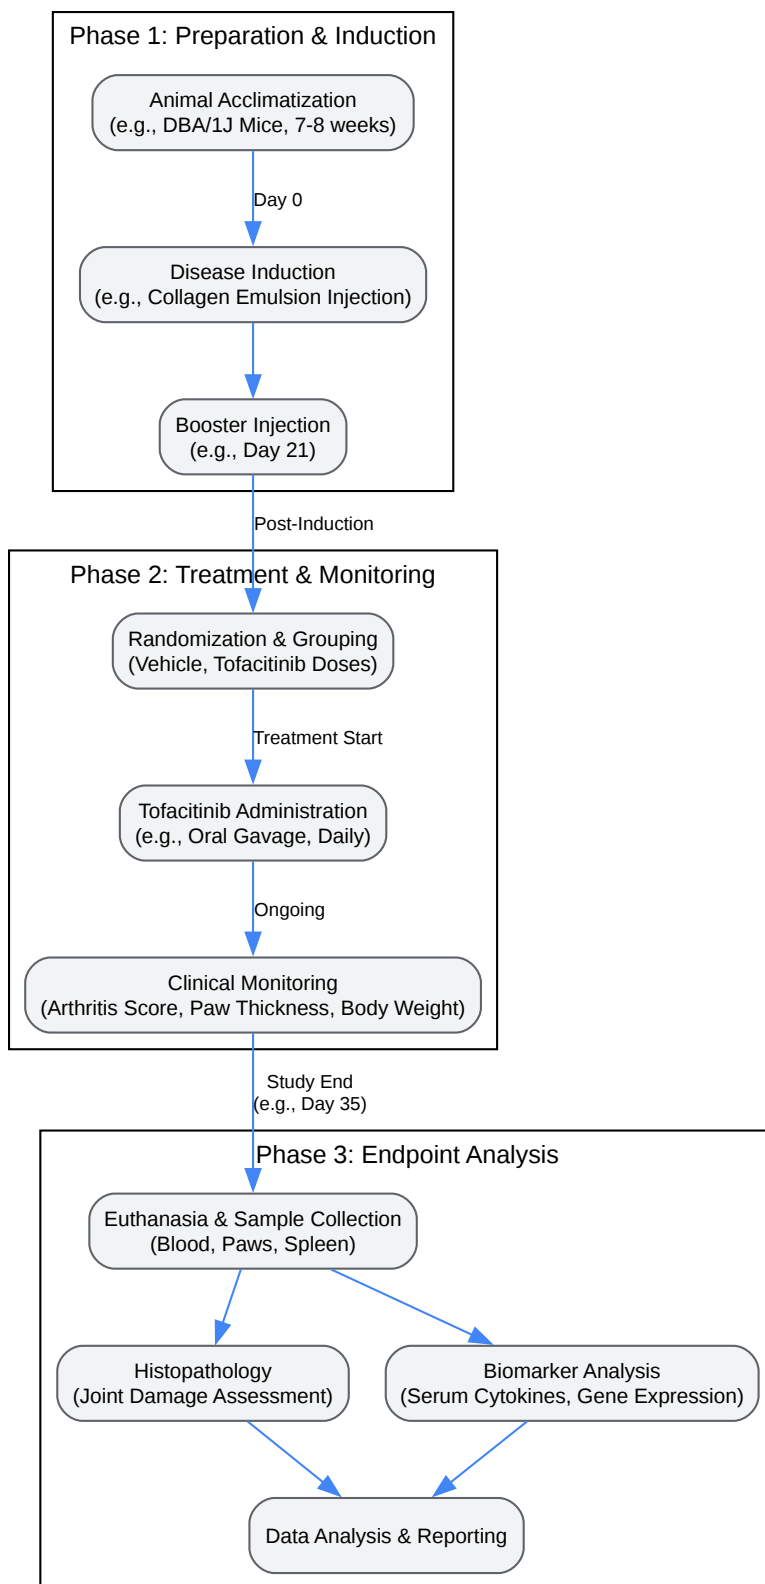 Phase 1: Preparation & Induction
Animal Acclimatization
(e.g., DBA/1J Mice, 7-8 weeks)
Day 0
Disease Induction
(e.g., Collagen Emulsion Injection)
Booster Injection
(e.g., Day 21)
Post-Induction
Phase 2: Treatment & Monitoring
Randomization & Grouping
(Vehicle, Tofacitinib Doses)
Treatment Start
Tofacitinib Administration
(e.g., Oral Gavage, Daily)
Ongoing
Clinical Monitoring
(Arthritis Score, Paw Thickness, Body Weight)
Study End
(e.g., Day 35)
Phase 3: Endpoint Analysis
Euthanasia & Sample Collection
(Blood, Paws, Spleen)
Histopathology
(Joint Damage Assessment)
Biomarker Analysis
(Serum Cytokines, Gene Expression)
Data Analysis & Reporting